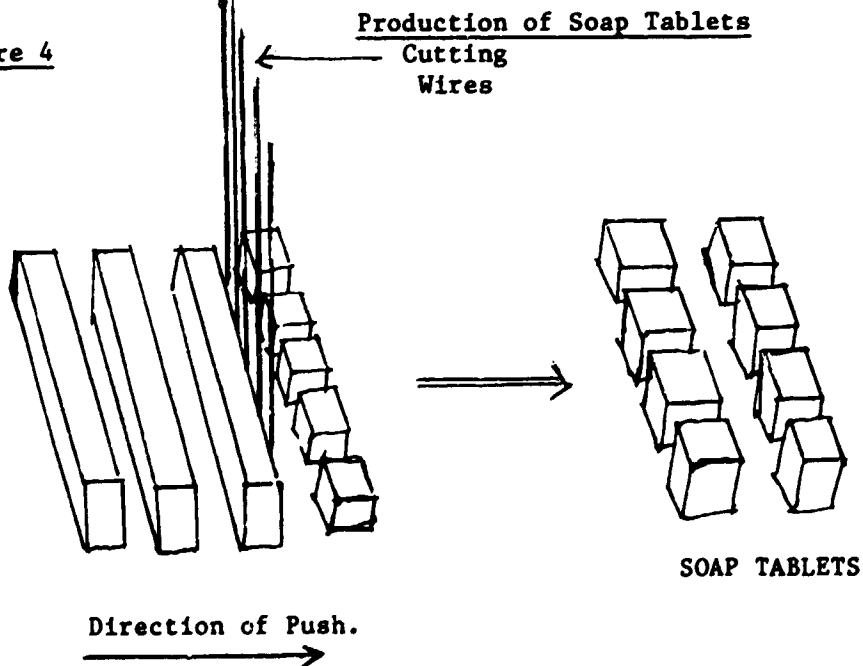 Production of Soap Tablets
re 4
Cutting
Wires
SOAP TABLETS
Direction of Push.